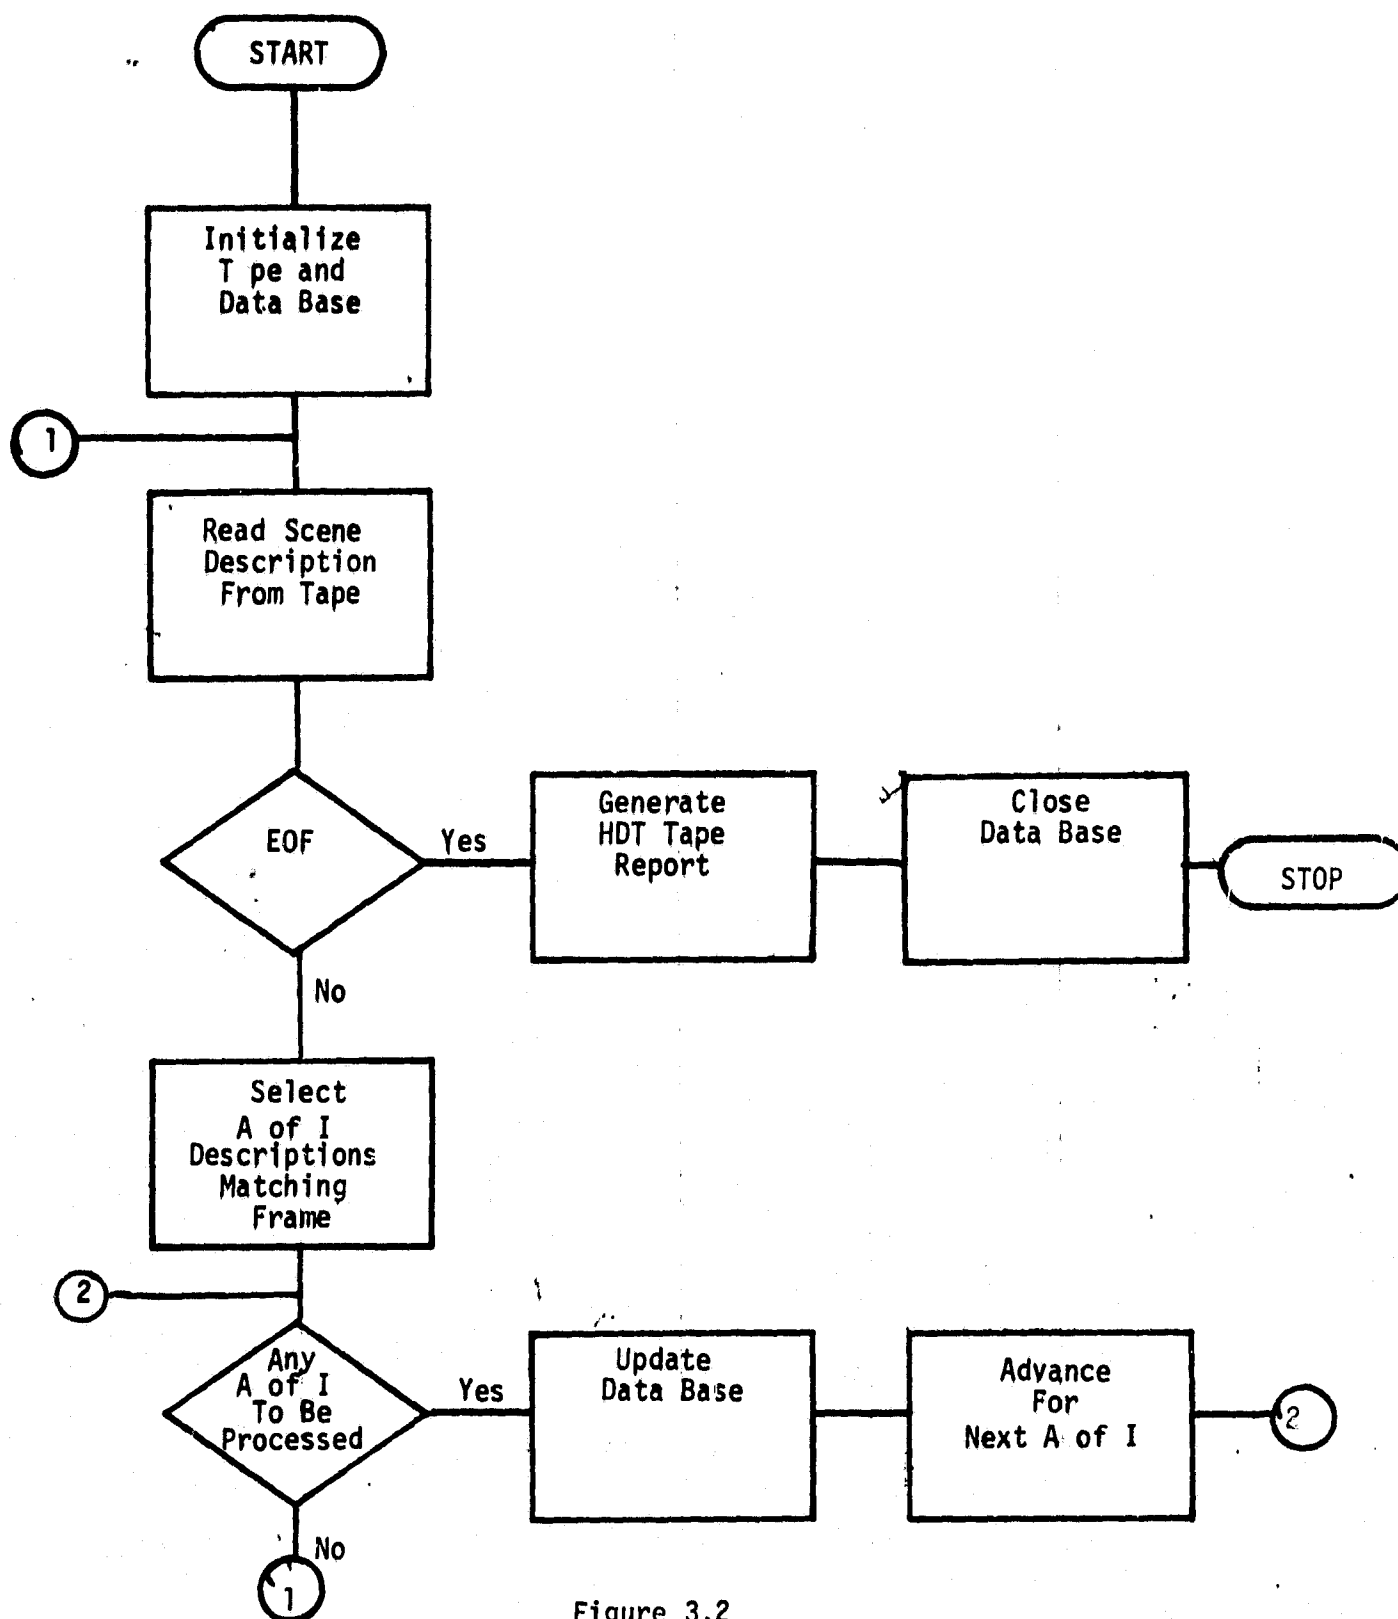 START
Initialize
T pe and
Data Base
1
Read Scene
Description
From Tape
EOF
Yes
Generate
HDT Tape
Report
Close
Data Base
STOP
No
Select
A of I
Descriptions
Matching
Frame
2
Any
A of I
To Be
Processed
Yes
Update
Data Base
Advance
For
Next A of I
2
No
1
Figure 3.2